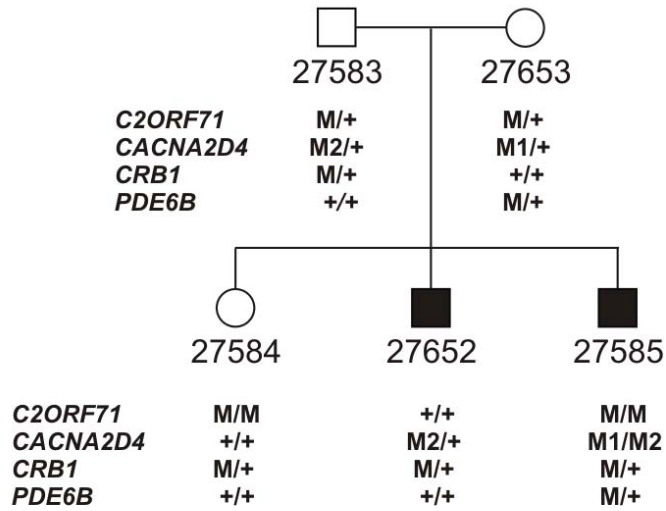 27583 27653
C2ORF71 M/+ M/+
CACNA2D4 M2/+ M1/+
CRB1 M/+ +/+
PDE6B +/+ M/+
27584 27652 27585
C2ORF71 M/M +/+ M/M
CACNA2D4 +/+ M2/+ M1/M2
CRB1 M/+ M/+ M/+
PDE6B +/+ +/+ M/+